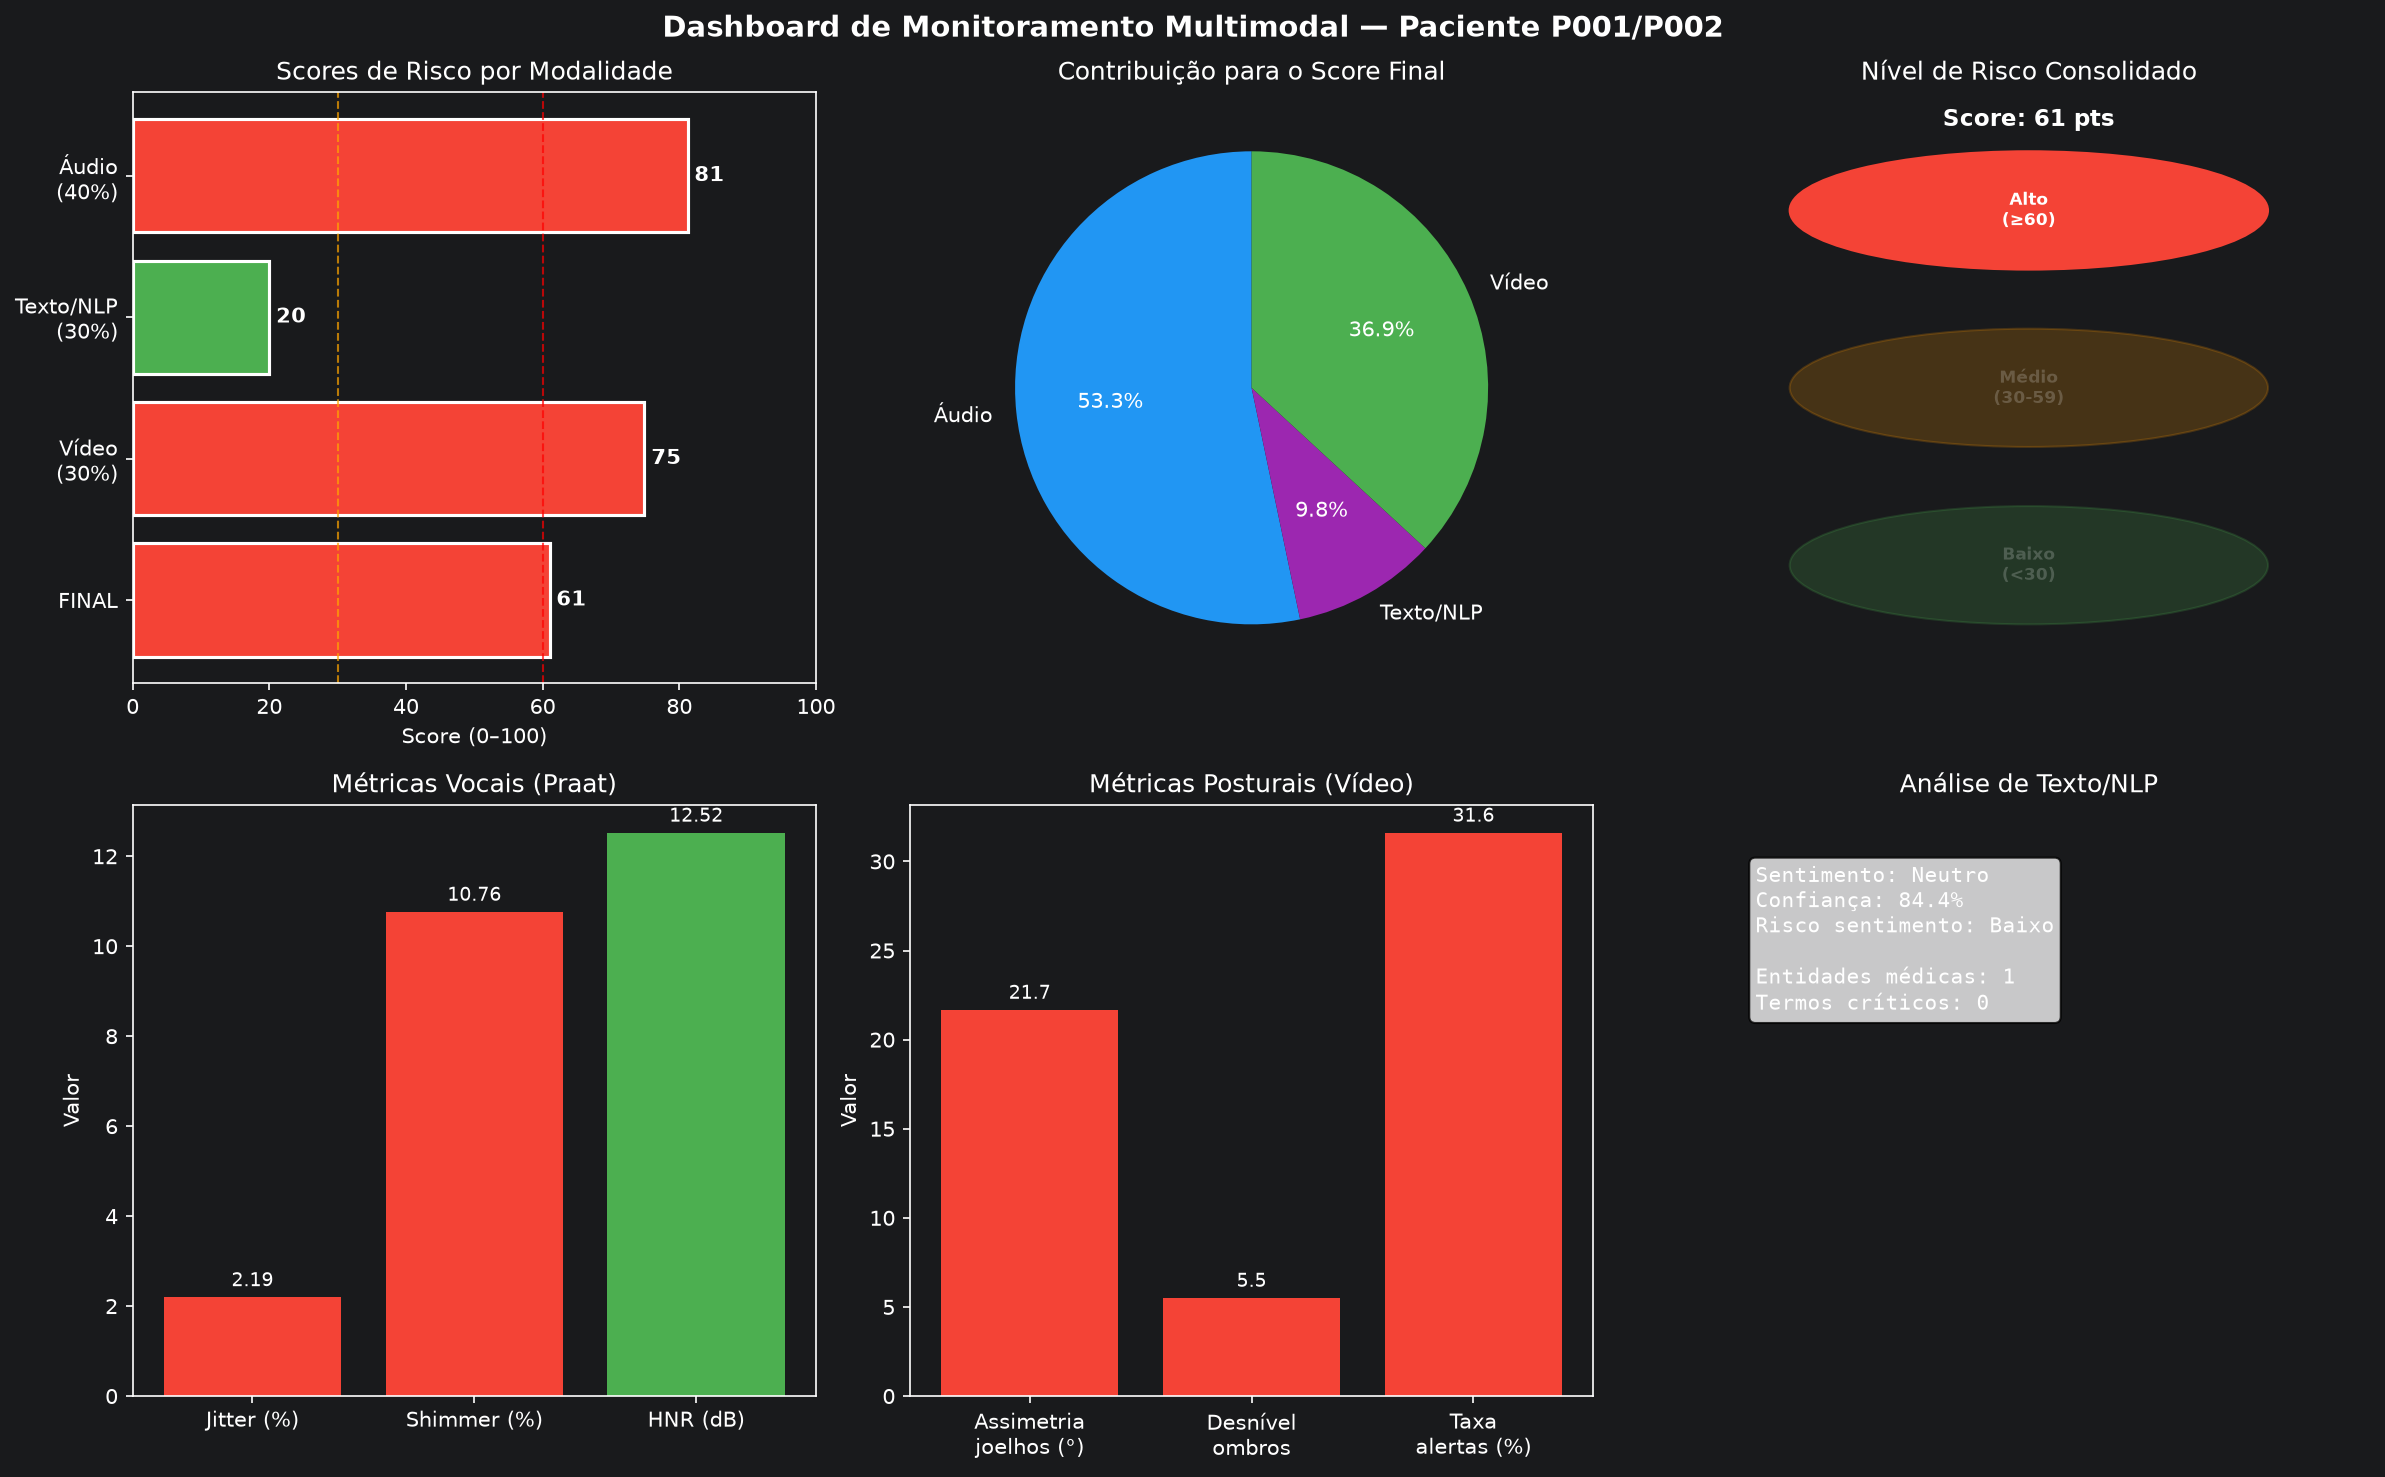 Dashboard de Monitoramento Multimodal — Paciente P001/P002
Scores de Risco por Modalidade
Áudio
(40%)
81
Texto/NLP
(30%)
20
Vídeo
(30%)
75
FINAL
61
0 20 40 60 80 100
Score (0–100)
Contribuição para o Score Final
Vídeo
36.9%
53.3%
Áudio
9.8%
Texto/NLP
Nível de Risco Consolidado
Score: 61 pts
Alto
(≥60)
Médio
(30-59)
Baixo
(<30)
Métricas Vocais (Praat)
Valor
12
10
8
6
4
2
0
2.19
10.76
12.52
Jitter (%)
Shimmer (%)
HNR (dB)
Métricas Posturais (Vídeo)
Valor
30
25
20
15
10
5
0
21.7
5.5
31.6
Assimetria
joelhos (°)
Desnível
ombros
Taxa
alertas (%)
Análise de Texto/NLP
Sentimento: Neutro
Confiança: 84.4%
Risco sentimento: Baixo
Entidades médicas: 1
Termos críticos: 0